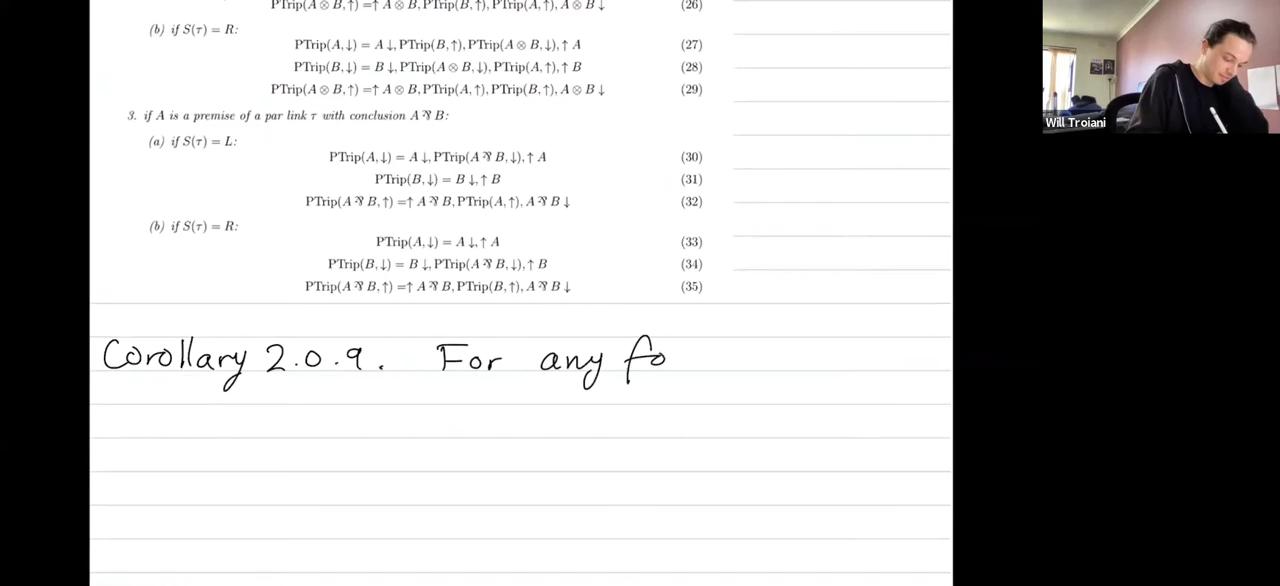 PTrip(A ⊗ B, ↑) =↑ A ⊗ B, PTrip(B, ↑), PTrip(A, ↑), A ⊗ B ↓ (26)
(b) if S(τ) = R:
PTrip(A, ↓) = A ↓, PTrip(B, ↑), PTrip(A ⊗ B, ↓), ↑ A (27)
PTrip(B, ↓) = B ↓, PTrip(A ⊗ B, ↓), PTrip(A, ↑), ↑ B (28)
PTrip(A ⊗ B, ↑) =↑ A ⊗ B, PTrip(A, ↑), PTrip(B, ↑), A ⊗ B ↓ (29)
3. if A is a premise of a par link τ with conclusion A ⅋ B:
(a) if S(τ) = L:
PTrip(A, ↓) = A ↓, PTrip(A ⅋ B, ↓), ↑ A (30)
PTrip(B, ↓) = B ↓, ↑ B (31)
PTrip(A ⅋ B, ↑) =↑ A ⅋ B, PTrip(A, ↑), A ⅋ B ↓ (32)
(b) if S(τ) = R:
PTrip(A, ↓) = A ↓, ↑ A (33)
PTrip(B, ↓) = B ↓, PTrip(A ⅋ B, ↓), ↑ B (34)
PTrip(A ⅋ B, ↑) =↑ A ⅋ B, PTrip(B, ↑), A ⅋ B ↓ (35)
Corollary 2.0.9. For any fo
Will Troiani